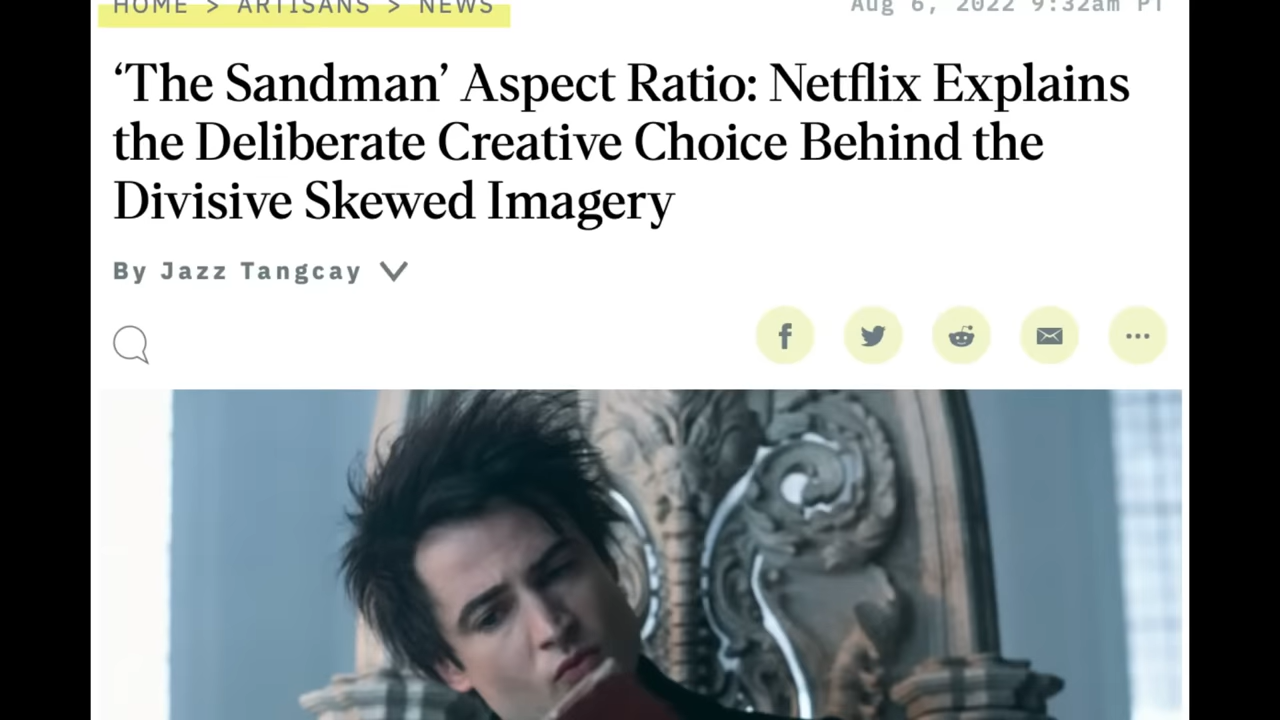 HOME > ARTISANS > NEWS
Aug 6, 2022 9:32am PT
‘The Sandman’ Aspect Ratio: Netflix Explains
the Deliberate Creative Choice Behind the
Divisive Skewed Imagery
By Jazz Tangcay